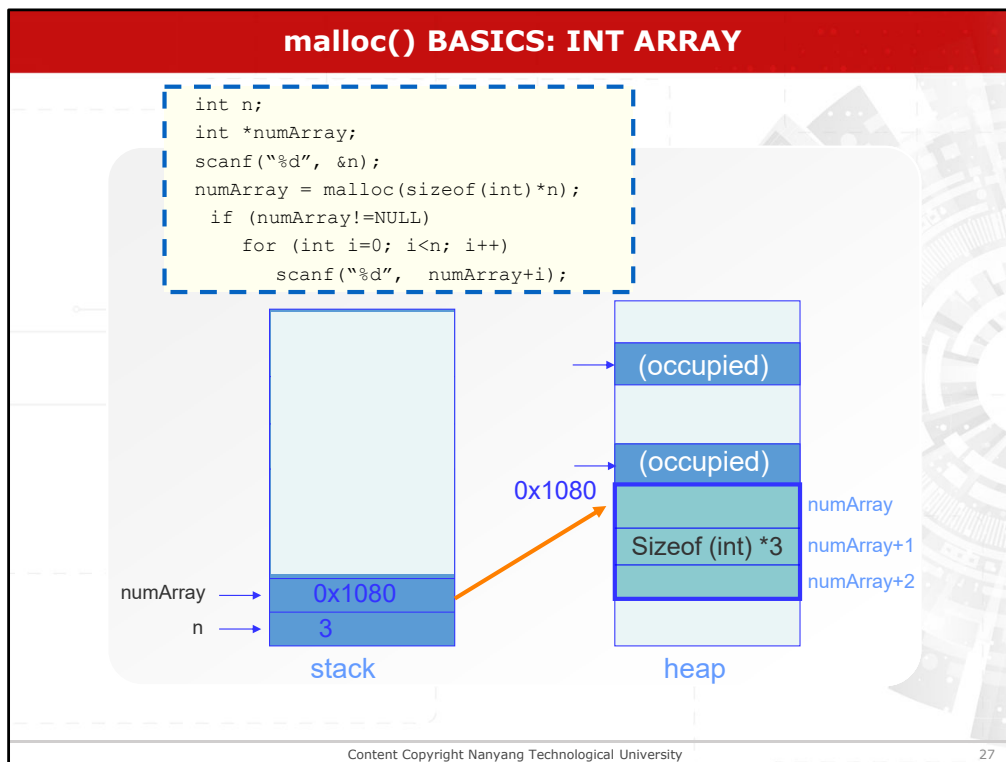 malloc() BASICS: INT ARRAY
int n;
int *numArray;
scanf(“%d”, &n);
numArray = malloc(sizeof(int)*n);
if (numArray!=NULL)
for (int i=0; i<n; i++)
scanf(“%d”, numArray+i);
(occupied)
(occupied)
0x1080
numArray
Sizeof (int) *3
numArray+1
numArray+2
numArray
0x1080
n
3
stack
heap
Content Copyright Nanyang Technological University
27